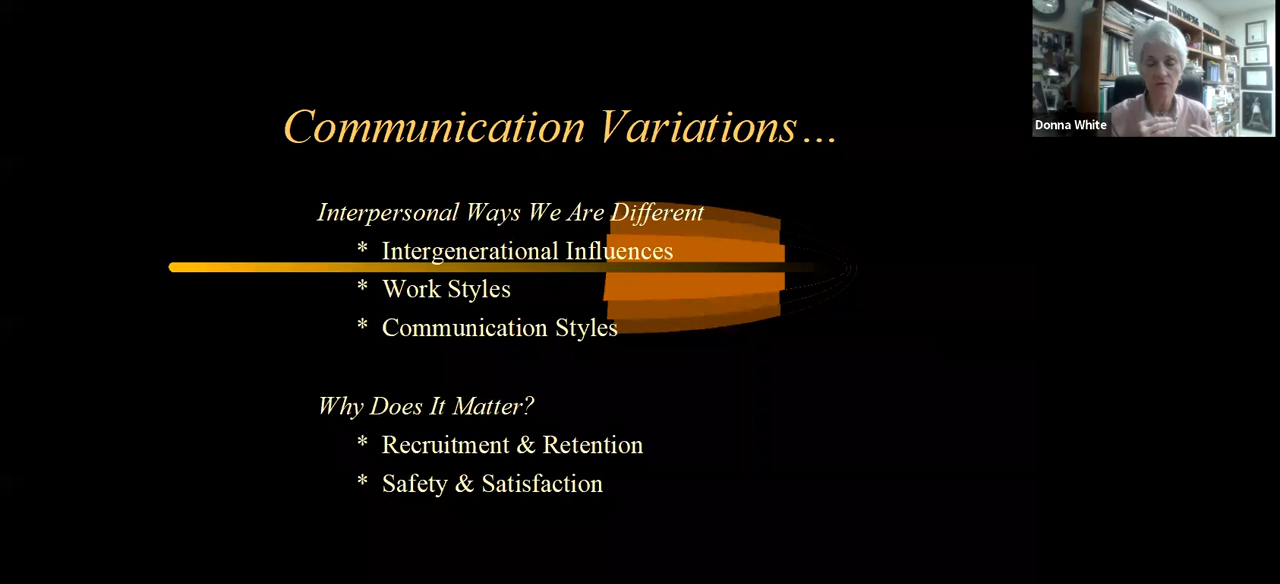 Communication Variations…
Interpersonal Ways We Are Different
* Intergenerational Influences
* Work Styles
* Communication Styles
Why Does It Matter?
* Recruitment & Retention
* Safety & Satisfaction
KINDNESS
Donna White